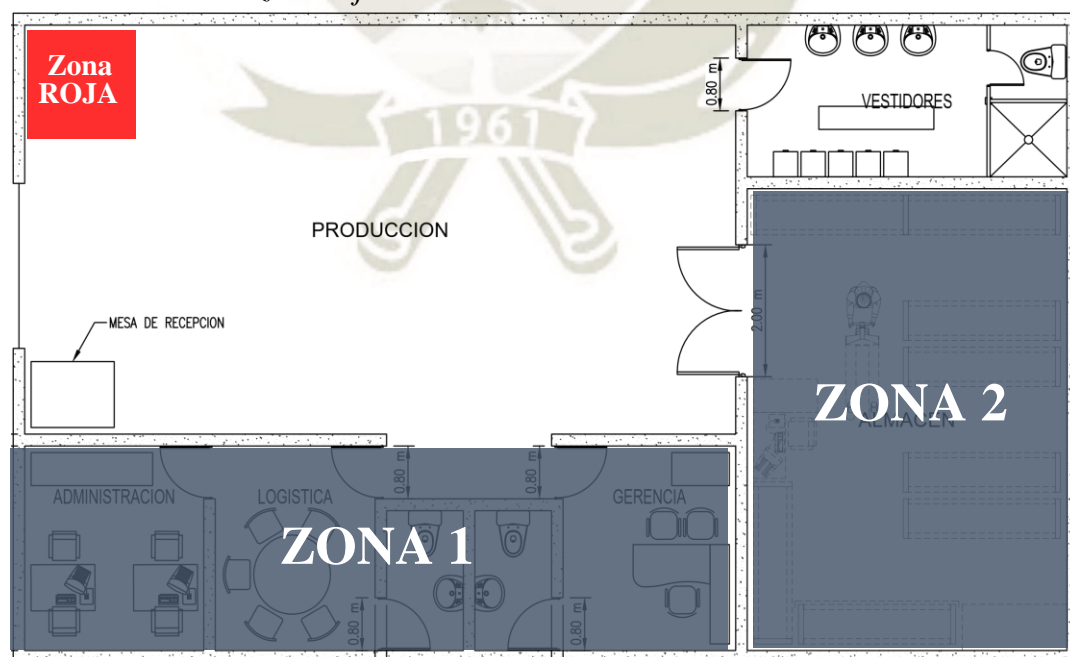 Zona
ROJA
0.80 m
VESTIDORES
1961
PRODUCCION
MESA DE RECEPCION
2.00 m
ZONA 2
ALMACEN
0.80 m
0.80 m
ADMINISTRACION
LOGISTICA
GERENCIA
ZONA 1
0.80 m
0.80 m